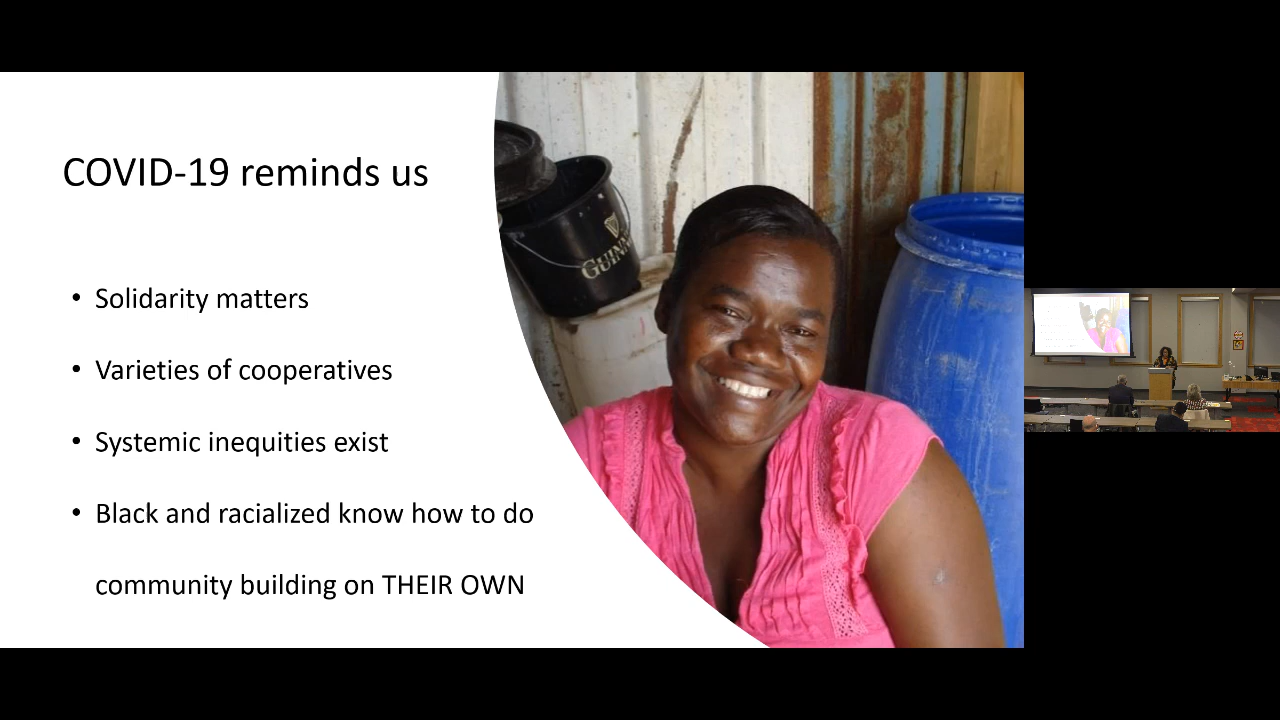 COVID-19 reminds us
• Solidarity matters
• Varieties of cooperatives
• Systemic inequities exist
• Black and racialized know how to do
community building on THEIR OWN